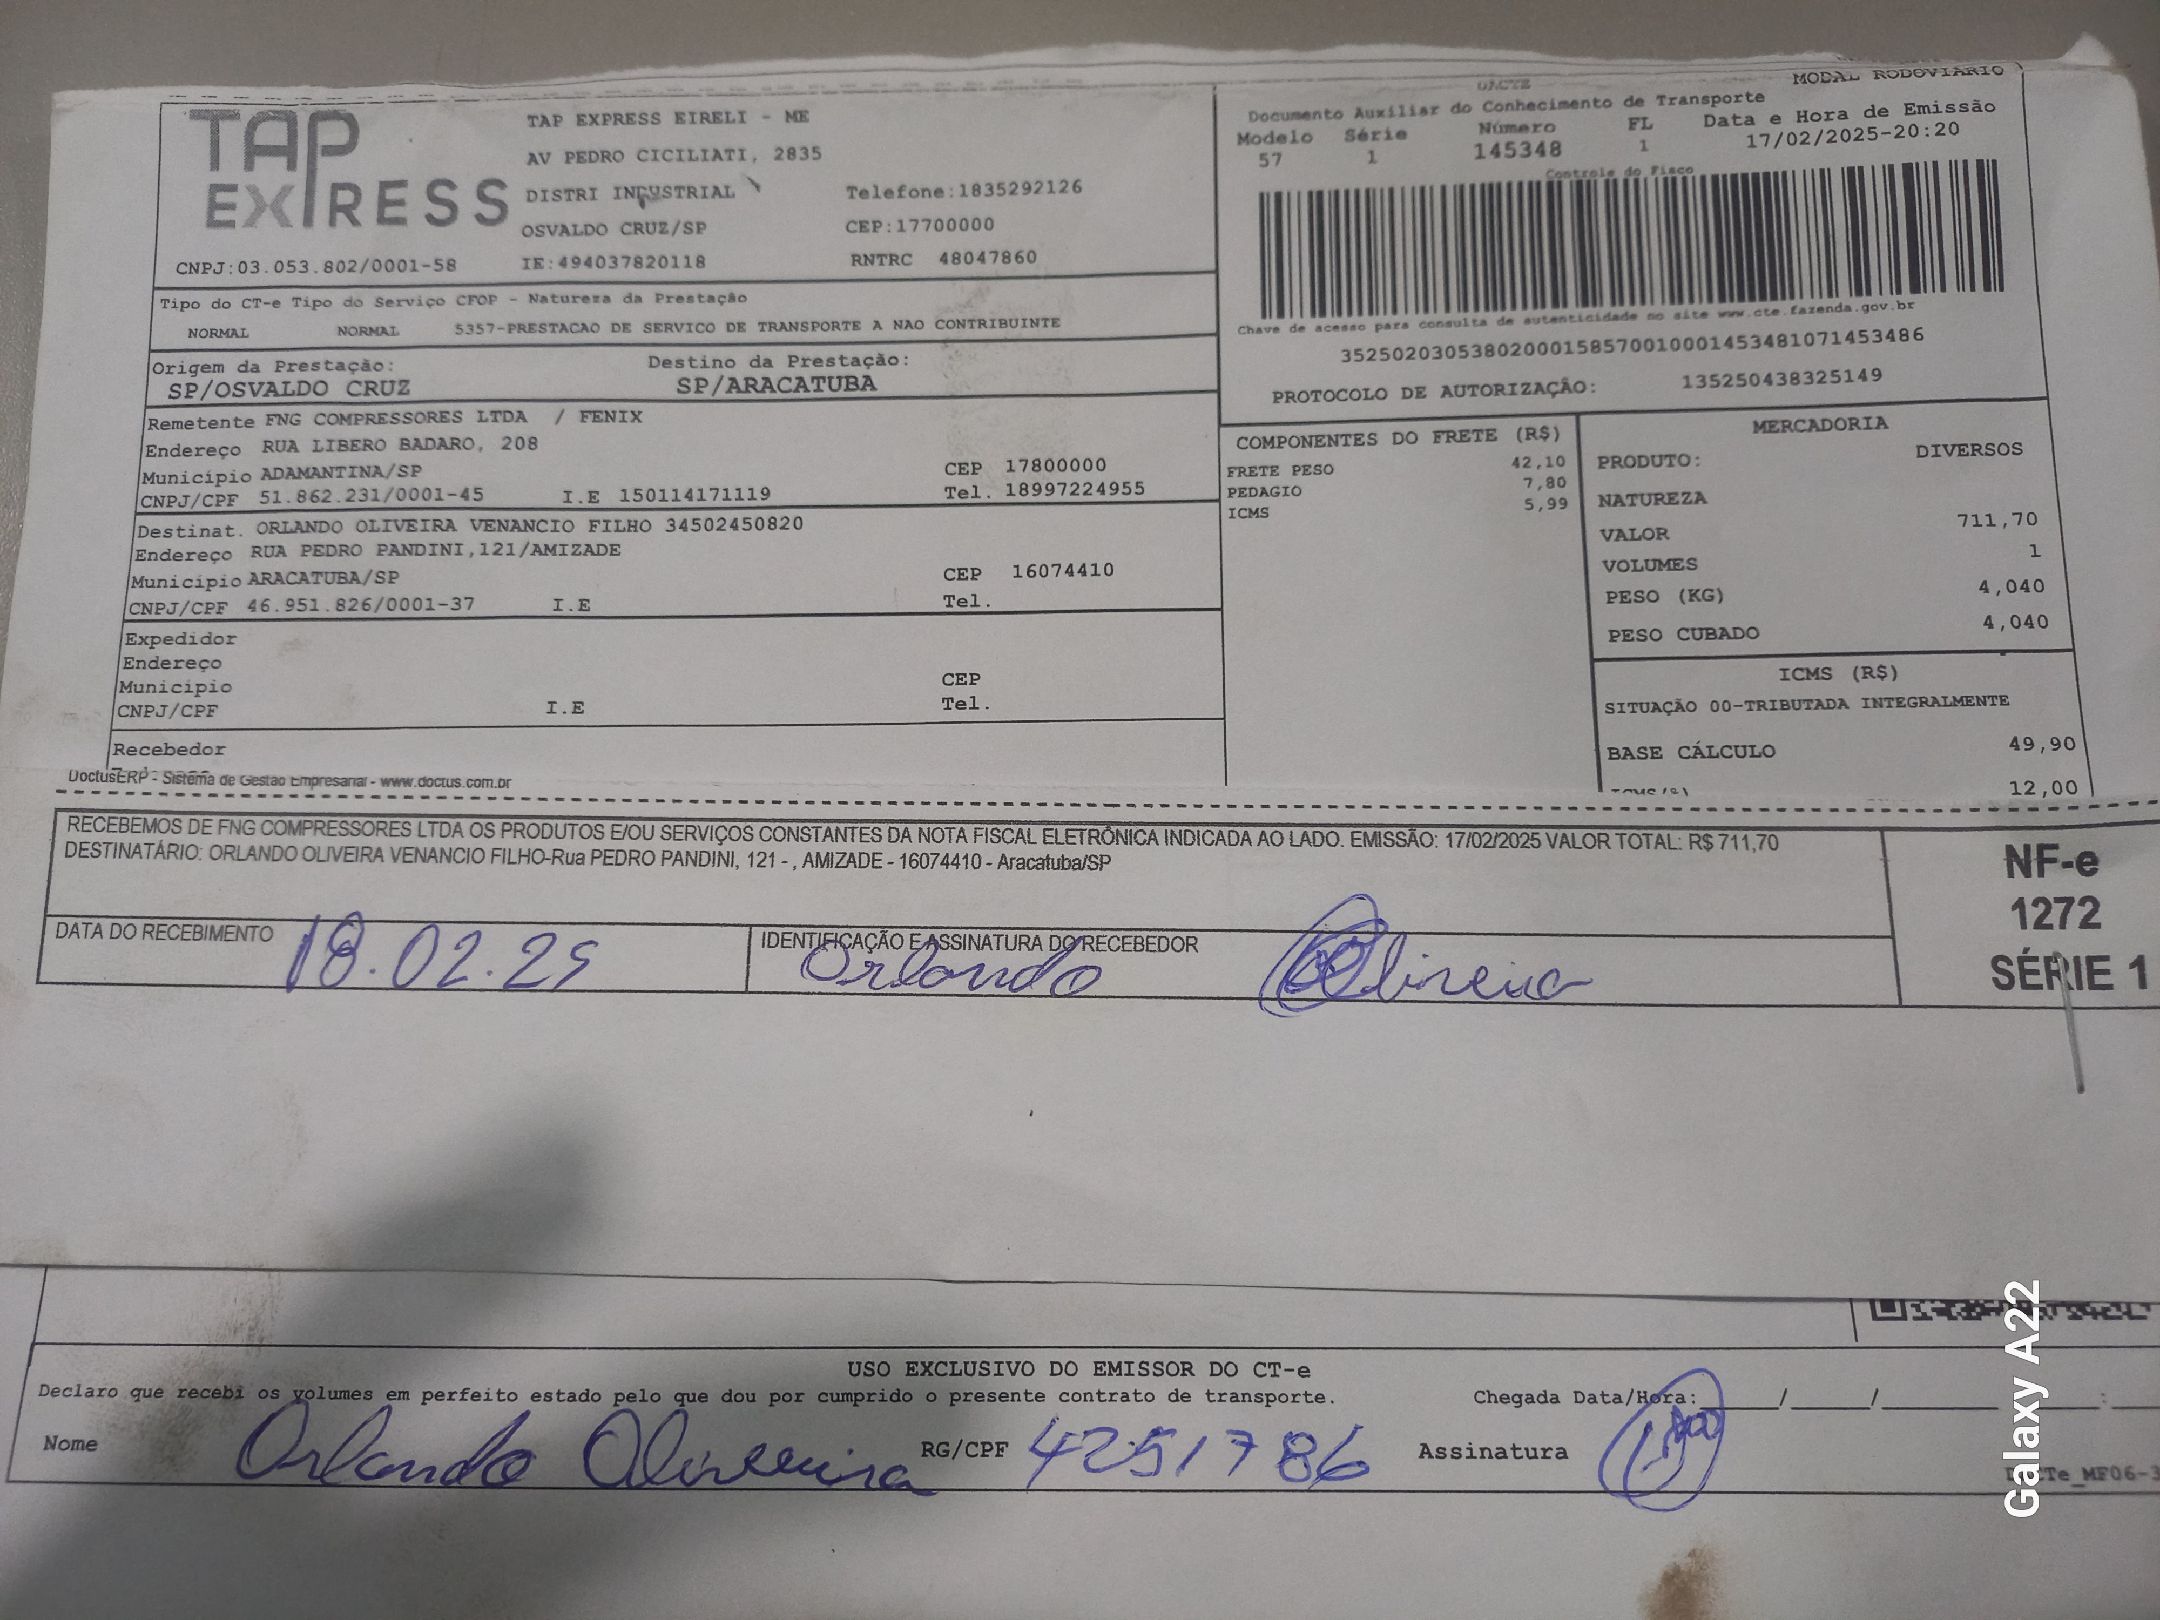 MODAL RODOVIÁRIO
TAP EXPRESS
TAP EXPRESS EIRELI - ME
AV PEDRO CICILIATI, 2835
DISTRI INDUSTRIAL
Telefone:1835292126
OSVALDO CRUZ/SP
CEP:17700000
CNPJ:03.053.802/0001-58
IE:494037820118
RNTRC 48047860
DACTE
Documento Auxiliar do Conhecimento de Transporte
Modelo Série Número FL Data e Hora de Emissão
57 1 145348 1 17/02/2025-20:20
Controle do Fisco
Chave de acesso para consulta de autenticidade no site www.cte.fazenda.gov.br
35250203053802000158570010001453481071453486
PROTOCOLO DE AUTORIZAÇÃO: 135250438325149
Tipo do CT-e Tipo do Serviço CFOP - Natureza da Prestação
NORMAL NORMAL 5357-PRESTACAO DE SERVICO DE TRANSPORTE A NAO CONTRIBUINTE
Origem da Prestação: Destino da Prestação:
SP/OSVALDO CRUZ SP/ARACATUBA
Remetente FNG COMPRESSORES LTDA / FENIX
Endereço RUA LIBERO BADARO, 208
Município ADAMANTINA/SP CEP 17800000
CNPJ/CPF 51.862.231/0001-45 I.E 150114171119 Tel. 18997224955
Destinat. ORLANDO OLIVEIRA VENANCIO FILHO 34502450820
Endereço RUA PEDRO PANDINI,121/AMIZADE
Municipio ARACATUBA/SP CEP 16074410
CNPJ/CPF 46.951.826/0001-37 I.E Tel.
Expedidor
Endereço
Municipio CEP
CNPJ/CPF I.E Tel.
Recebedor
COMPONENTES DO FRETE (R$)
FRETE PESO 42,10
PEDAGIO 7,80
ICMS 5,99
MERCADORIA
PRODUTO: DIVERSOS
NATUREZA
VALOR 711,70
VOLUMES 1
PESO (KG) 4,040
PESO CUBADO 4,040
ICMS (R$)
SITUAÇÃO 00-TRIBUTADA INTEGRALMENTE
BASE CÁLCULO 49,90
12,00
DoctusERP - Sistema de Gestão Empresarial - www.doctus.com.br
RECEBEMOS DE FNG COMPRESSORES LTDA OS PRODUTOS E/OU SERVIÇOS CONSTANTES DA NOTA FISCAL ELETRÔNICA INDICADA AO LADO. EMISSÃO: 17/02/2025 VALOR TOTAL: R$ 711,70
DESTINATÁRIO: ORLANDO OLIVEIRA VENANCIO FILHO-Rua PEDRO PANDINI, 121 - , AMIZADE - 16074410 - Aracatuba/SP
NF-e
1272
SÉRIE 1
DATA DO RECEBIMENTO 18.02.25
IDENTIFICAÇÃO E ASSINATURA DO RECEBEDOR
Orlando Oliveira
USO EXCLUSIVO DO EMISSOR DO CT-e
Declaro que recebi os volumes em perfeito estado pelo que dou por cumprido o presente contrato de transporte. Chegada Data/Hora:_____/_____/_______ :
Nome Orlando Oliveira RG/CPF 4251786 Assinatura
Galaxy A22